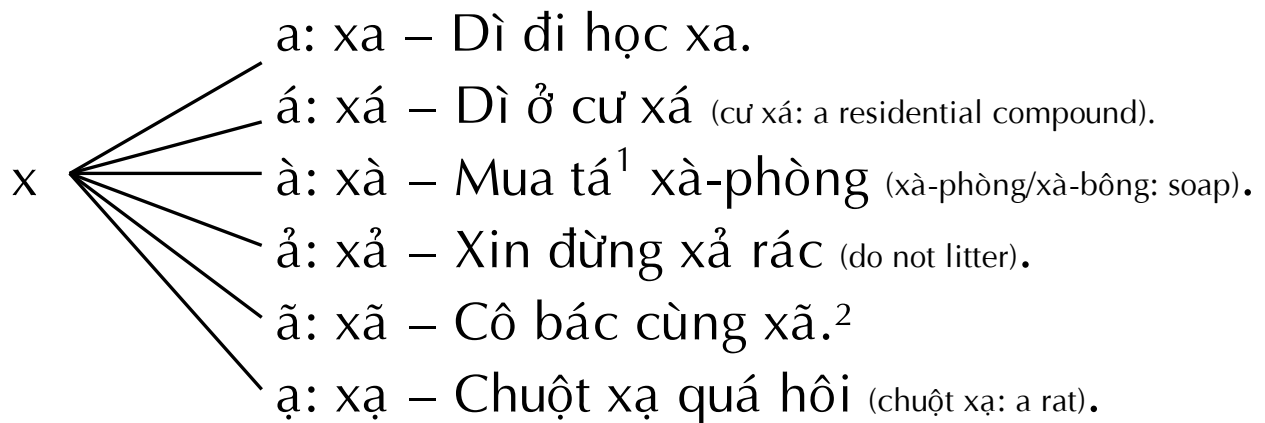 a: xa – Dì đi học xa.
á: xá – Dì ở cư xá (cư xá: a residential compound).
x à: xà – Mua tá¹ xà-phòng (xà-phòng/xà-bông: soap).
ả: xả – Xin đừng xả rác (do not litter).
ã: xã – Cô bác cùng xã.²
ạ: xạ – Chuột xạ quá hôi (chuột xạ: a rat).